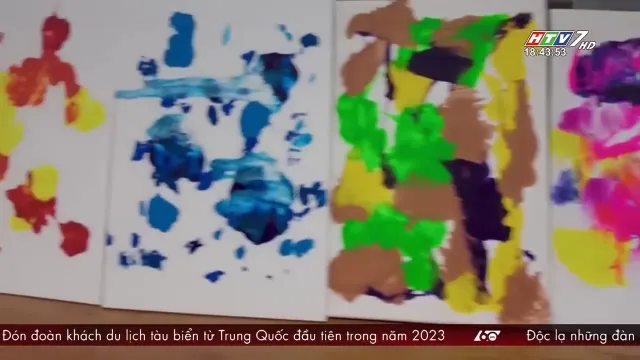 HTV7 HD
18:43:53
Đón đoàn khách du lịch tàu biển từ Trung Quốc đầu tiên trong năm 2023
Độc lạ những đàn